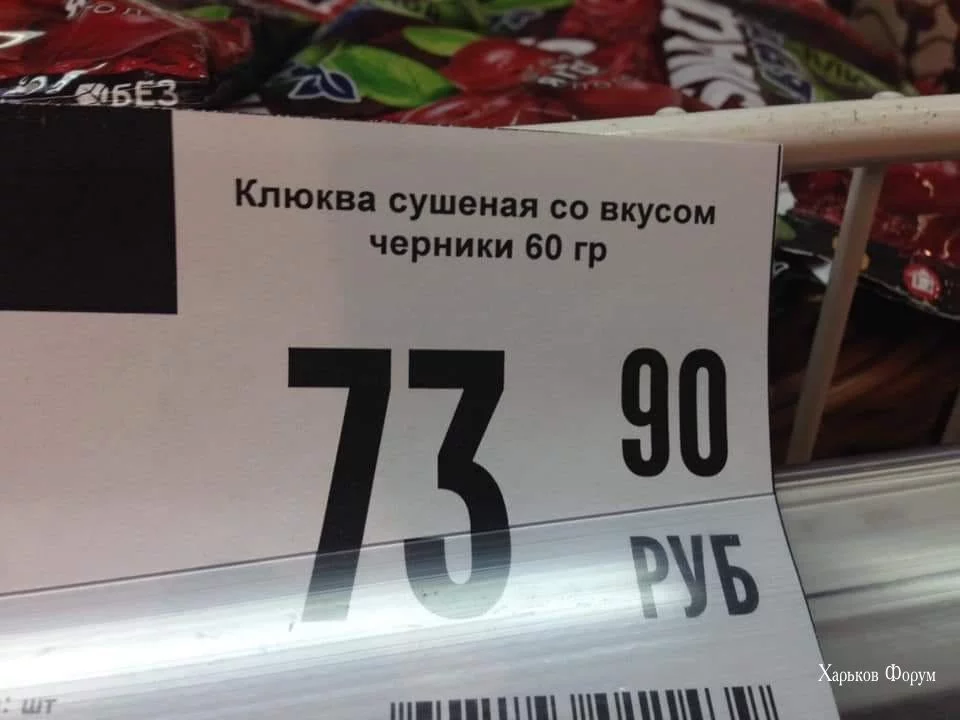 БЕЗ
Клюква сушеная со вкусом
черники 60 гр
73 90
РУБ
: шт
Харьков Форум